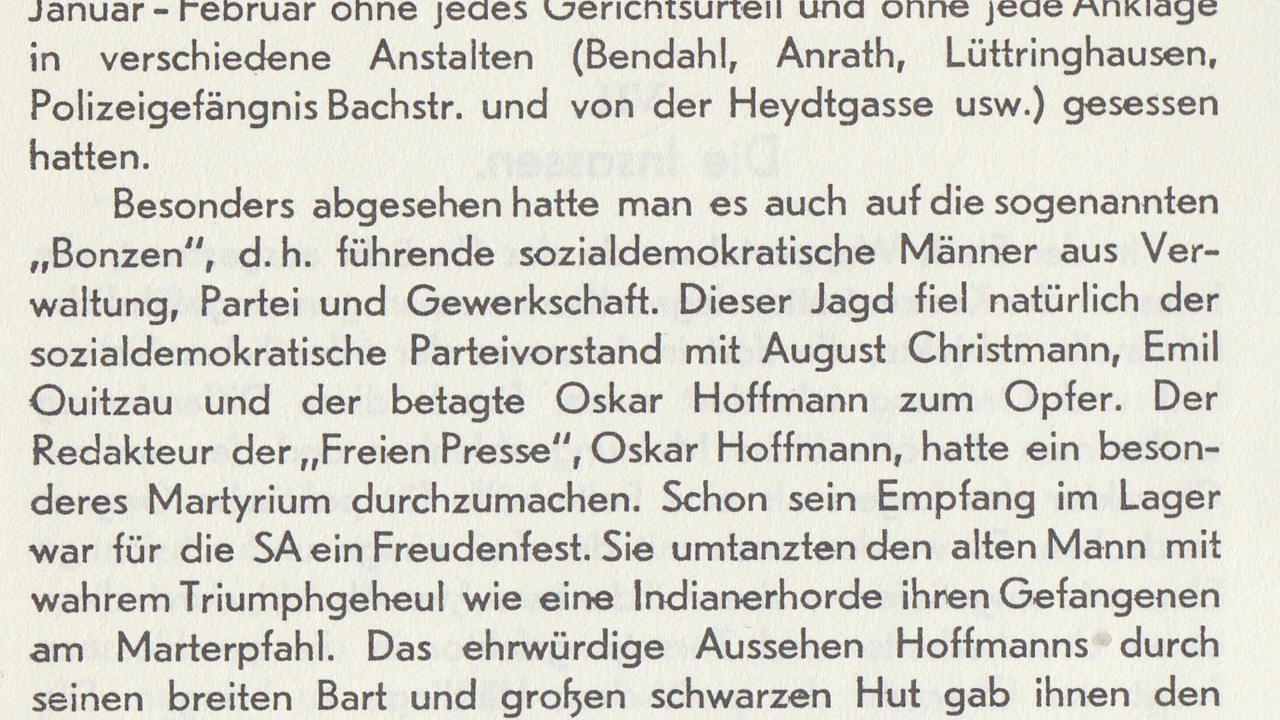 Januar – Februar ohne jedes Gerichtsurteil und ohne jede Anklage
in verschiedene Anstalten (Bendahl, Anrath, Lüttringhausen,
Polizeigefängnis Bachstr. und von der Heydtgasse usw.) gesessen
hatten.
Besonders abgesehen hatte man es auch auf die sogenannten
„Bonzen“, d. h. führende sozialdemokratische Männer aus Ver-
waltung, Partei und Gewerkschaft. Dieser Jagd fiel natürlich der
sozialdemokratische Parteivorstand mit August Christmann, Emil
Quitzau und der betagte Oskar Hoffmann zum Opfer. Der
Redakteur der „Freien Presse“, Oskar Hoffmann, hatte ein beson-
deres Martyrium durchzumachen. Schon sein Empfang im Lager
war für die SA ein Freudenfest. Sie umtanzten den alten Mann mit
wahrem Triumphgeheul wie eine Indianerhorde ihren Gefangenen
am Marterpfahl. Das ehrwürdige Aussehen Hoffmanns durch
seinen breiten Bart und großen schwarzen Hut gab ihnen den